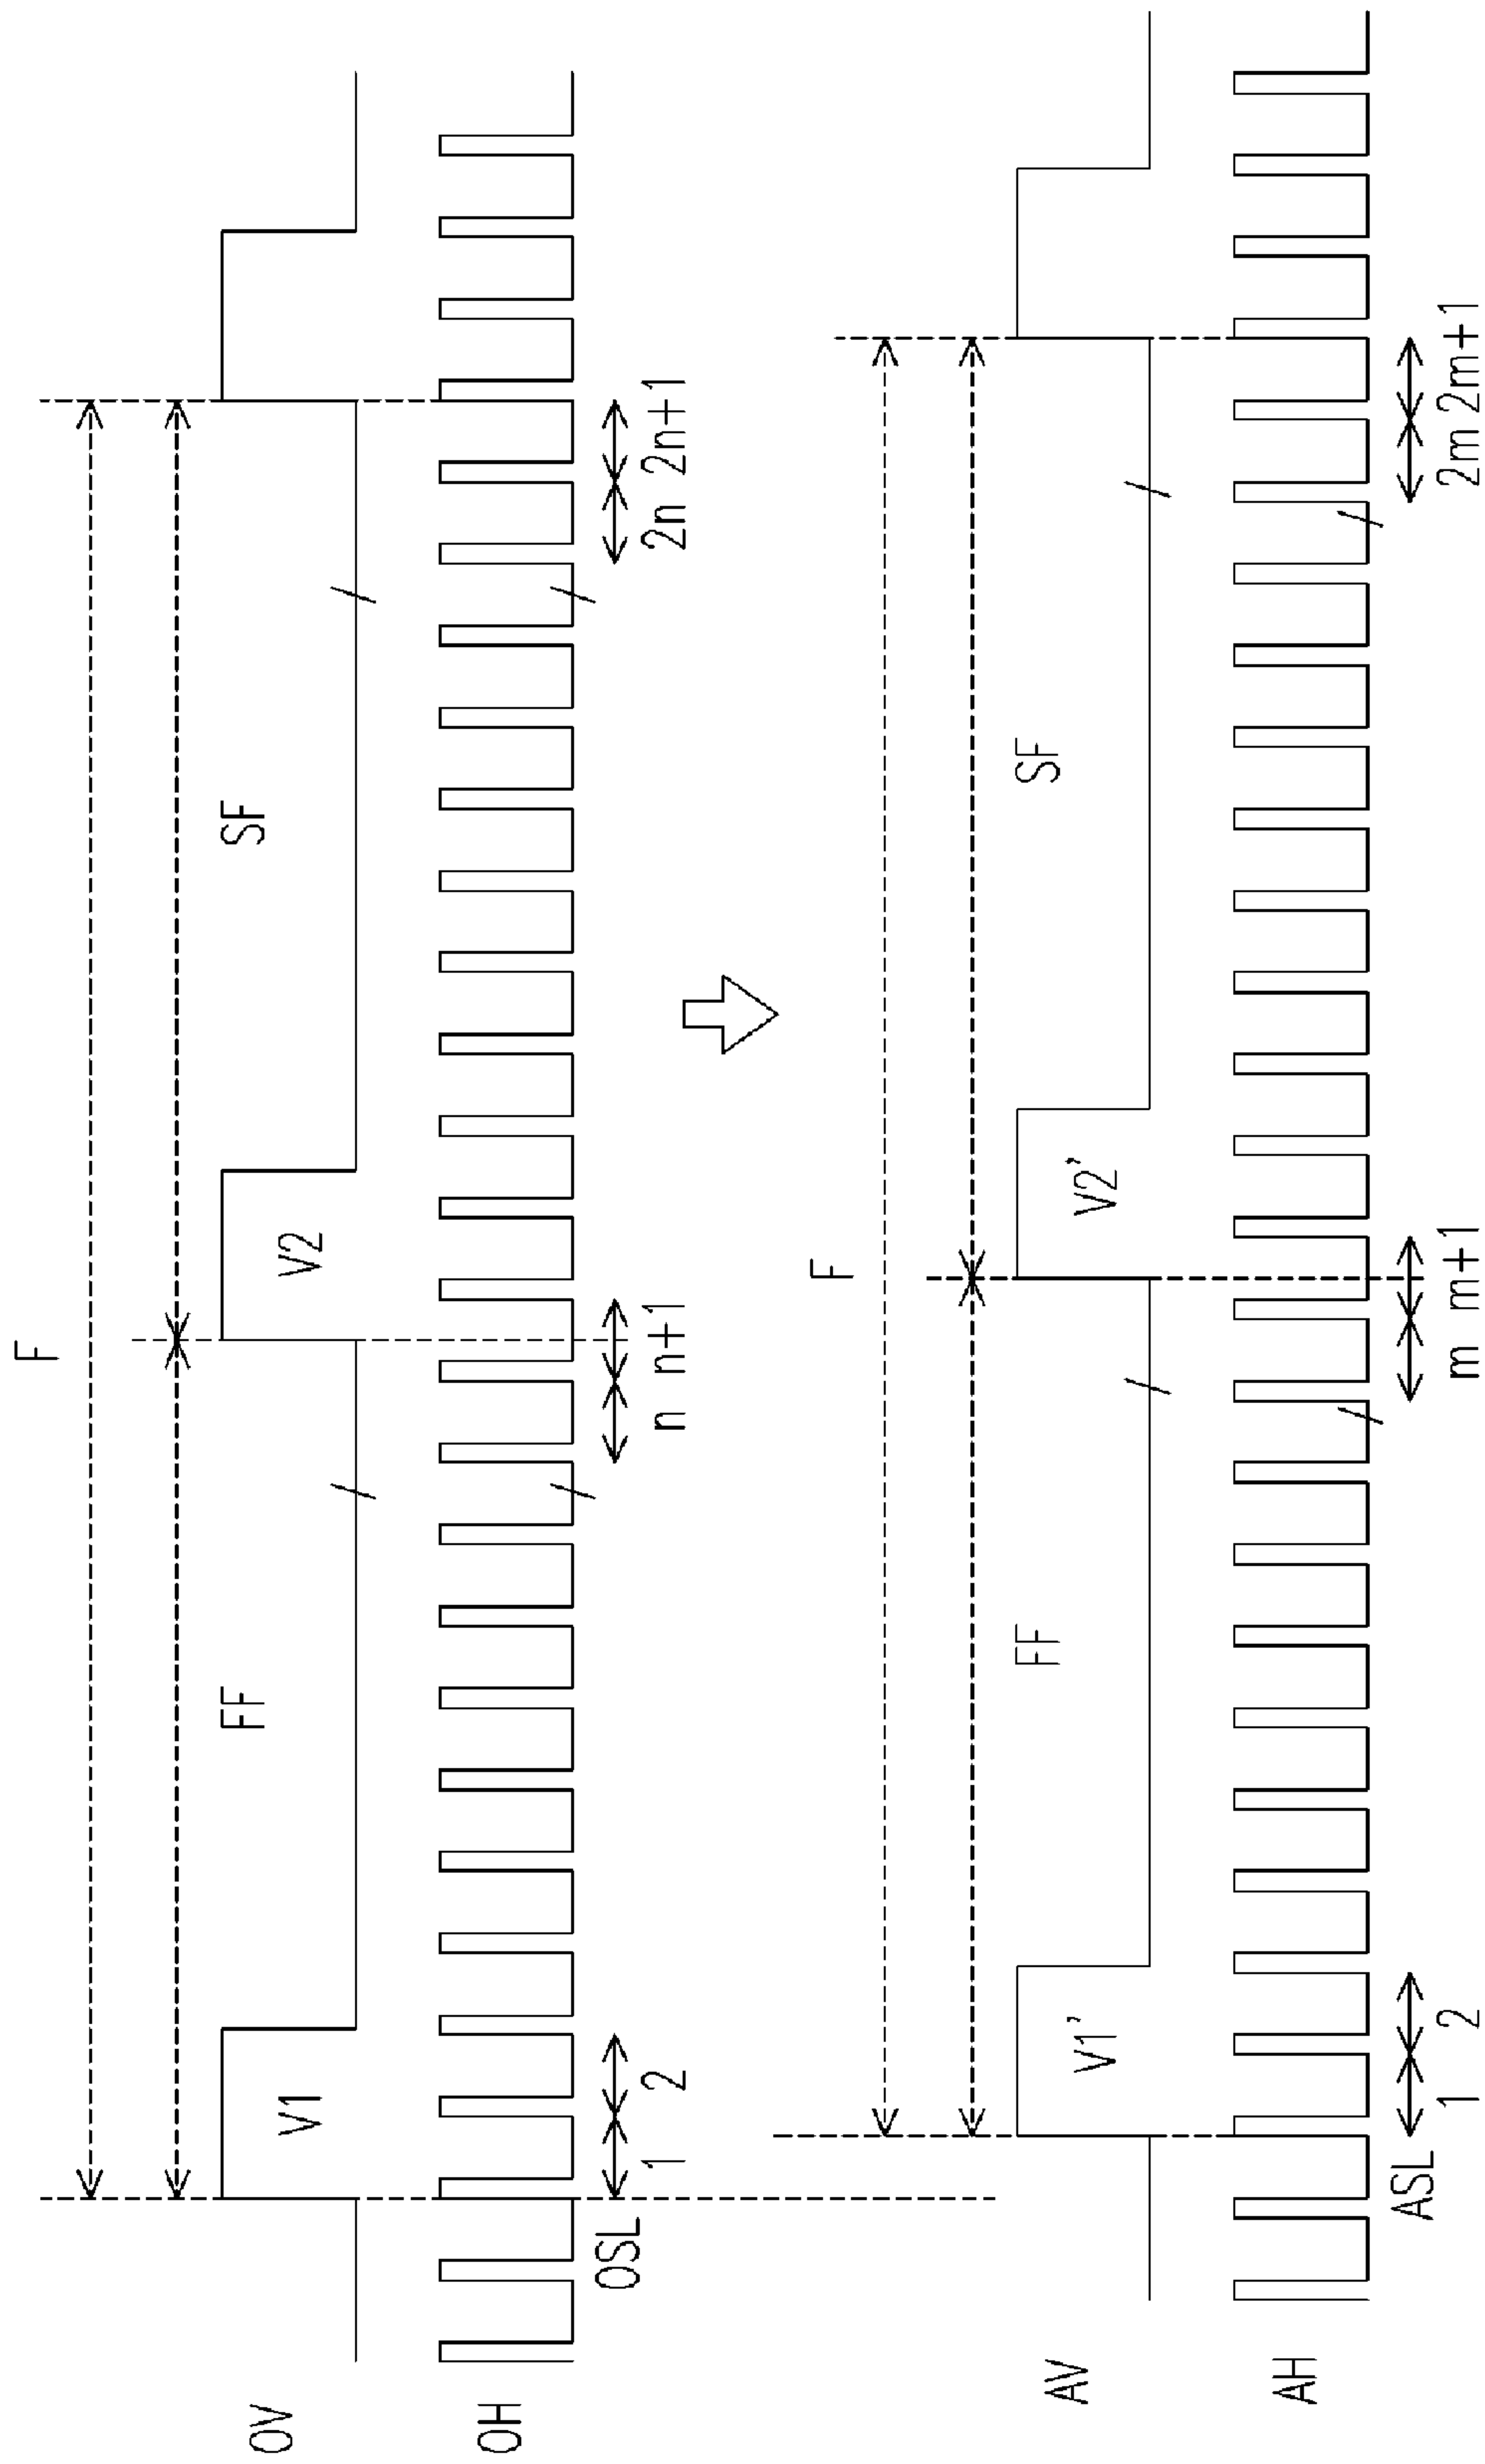 F
FF
SF
OV
V1
V2
OH
OSL
1
2
n
n+1
2n
2n+1
F
FF
SF
AV
V1'
V2'
AH
ASL
1
2
m
m+1
2m
2m+1